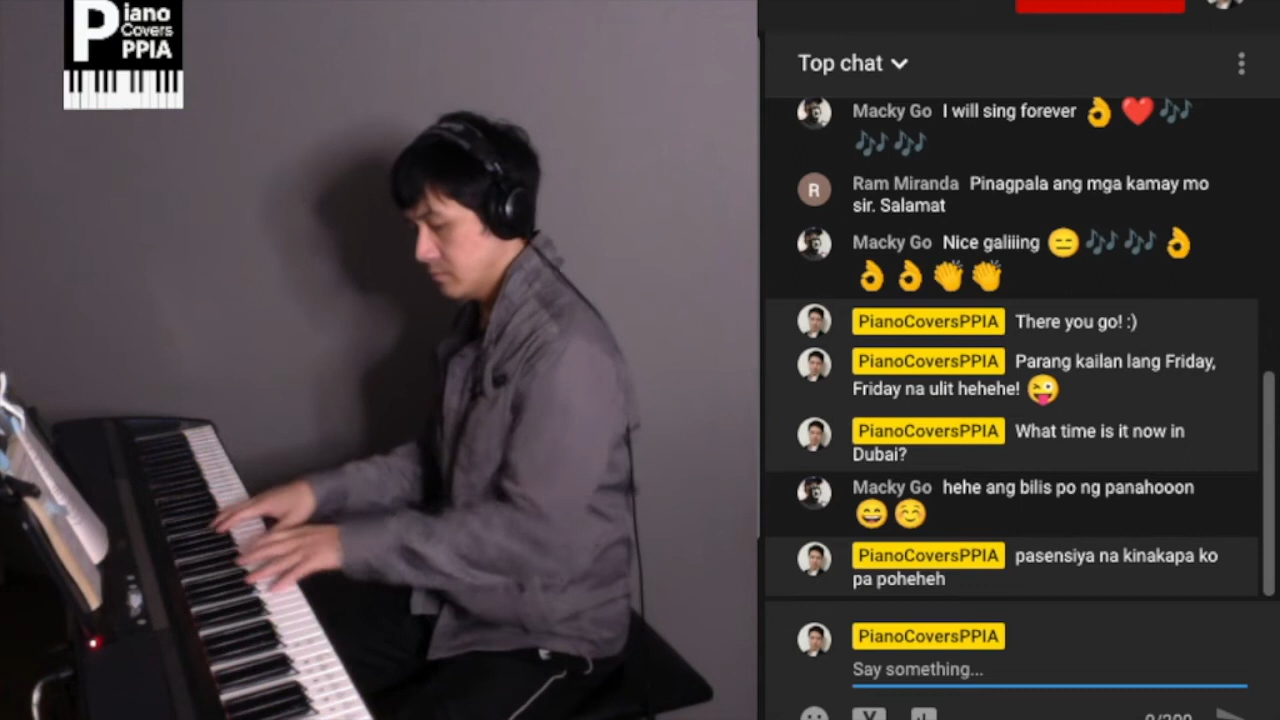 Piano
Covers
PPIA
Top chat
Macky Go I will sing forever
R
Ram Miranda Pinagpala ang mga kamay mo
sir. Salamat
Macky Go Nice galiiing
PianoCoversPPIA There you go! :)
PianoCoversPPIA Parang kailan lang Friday,
Friday na ulit hehehe!
PianoCoversPPIA What time is it now in
Dubai?
Macky Go hehe ang bilis po ng panahooon
PianoCoversPPIA pasensiya na kinakapa ko
pa poheheh
PianoCoversPPIA
Say something...
0/200